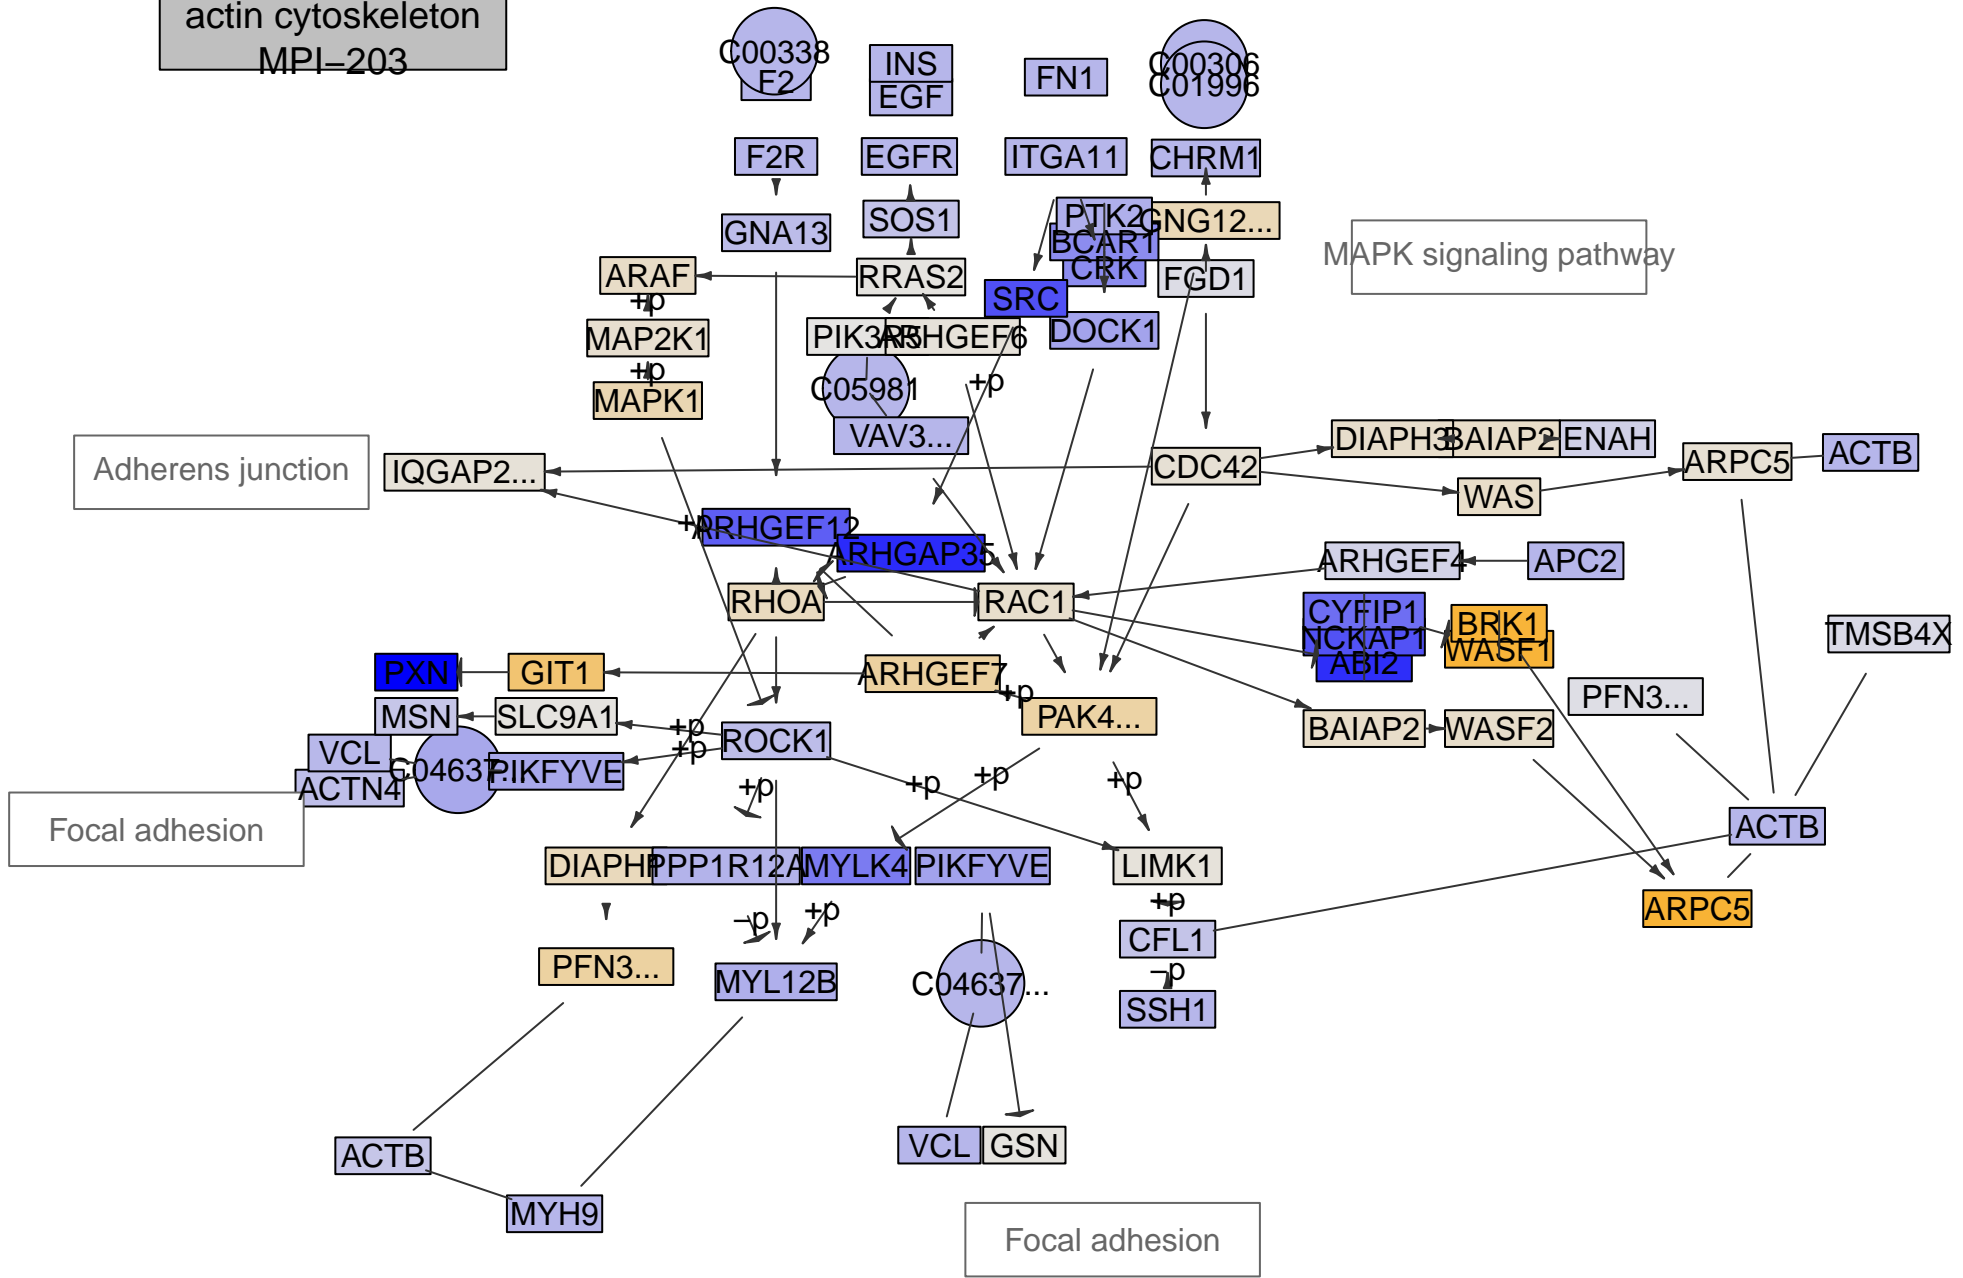 actin cytoskeleton
MPI−203
C00338
F2
INS
EGF
FN1
C00306
C01996
F2R
EGFR
ITGA11
CHRM1
GNA13
SOS1
PTK2
BCAR1
CRK
GNG12...
MAPK signaling pathway
ARAF
RRAS2
SRC
FGD1
+p
MAP2K1
ARHGEF6
DOCK1
+p
MAPK1
C05981
+p
VAV3...
Adherens junction
IQGAP2...
CDC42
DIAPH3
BAIAP2
ENAH
ARPC5
ACTB
WAS
+p
ARHGEF12
ARHGAP35
ARHGEF4
APC2
RHOA
RAC1
CYFIP1
NCKAP1
ABI2
BRK1
WASF1
TMSB4X
PXN
GIT1
ARHGEF7
+p
PFN3...
MSN
SLC9A1
+p
PAK4...
BAIAP2
WASF2
VCL
ACTN4
C04637...
PIKFYVE
+p
ROCK1
+p
+p
+p
+p
Focal adhesion
ACTB
PPP1R12A
MYLK4
PIKFYVE
LIMK1
−p
+p
+p
ARPC5
CFL1
PFN3...
MYL12B
C04637...
−p
SSH1
ACTB
VCL
GSN
MYH9
Focal adhesion